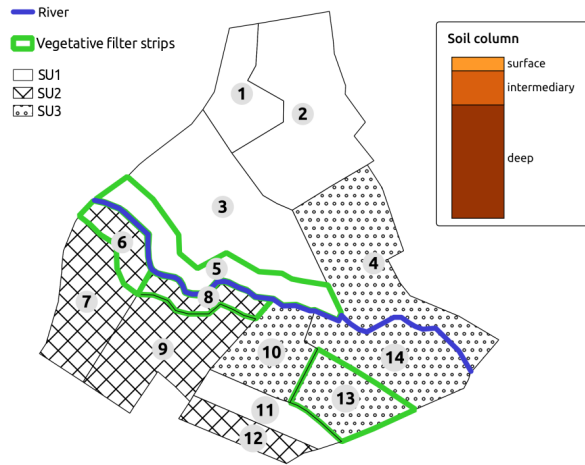 River
Vegetative filter strips
SU1
SU2
SU3
Soil column
surface
intermediary
deep
1
2
3
4
5
6
7
8
9
10
14
13
11
12